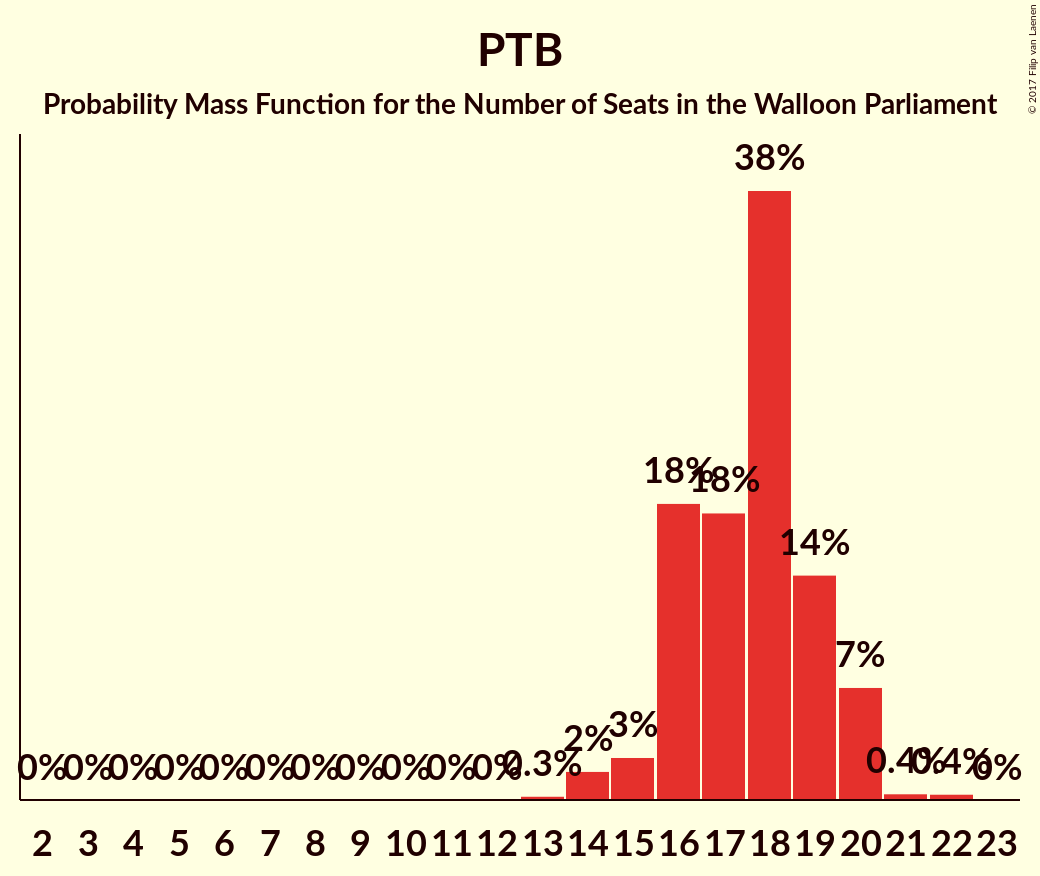 PTB
Probability Mass Function for the Number of Seats in the Walloon Parliament
© 2017 Filip van Laenen
38%
18% 18%
14%
7%
2% 3%
0% 0% 0% 0% 0% 0% 0% 0% 0% 0% 0% 0.3% 0.4% 0.4% 0%
2 3 4 5 6 7 8 9 10 11 12 13 14 15 16 17 18 19 20 21 22 23